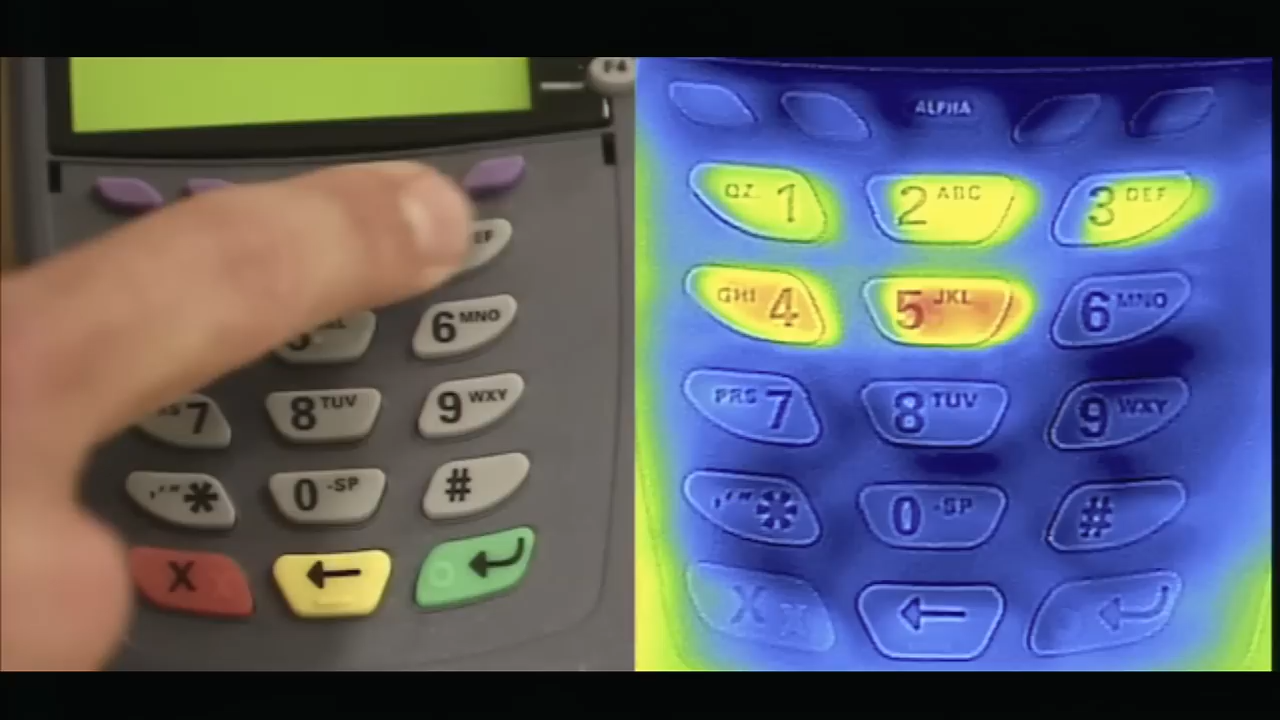 F4
EF
6 MNO
7
8 TUV
9 WXY
,'" *
0 -SP
#
X
ALPHA
QZ. 1
2 ABC
3 DEF
GHI 4
5 JKL
6 MNO
PRS 7
8 TUV
9 WXY
,'" *
0 -SP
#
X